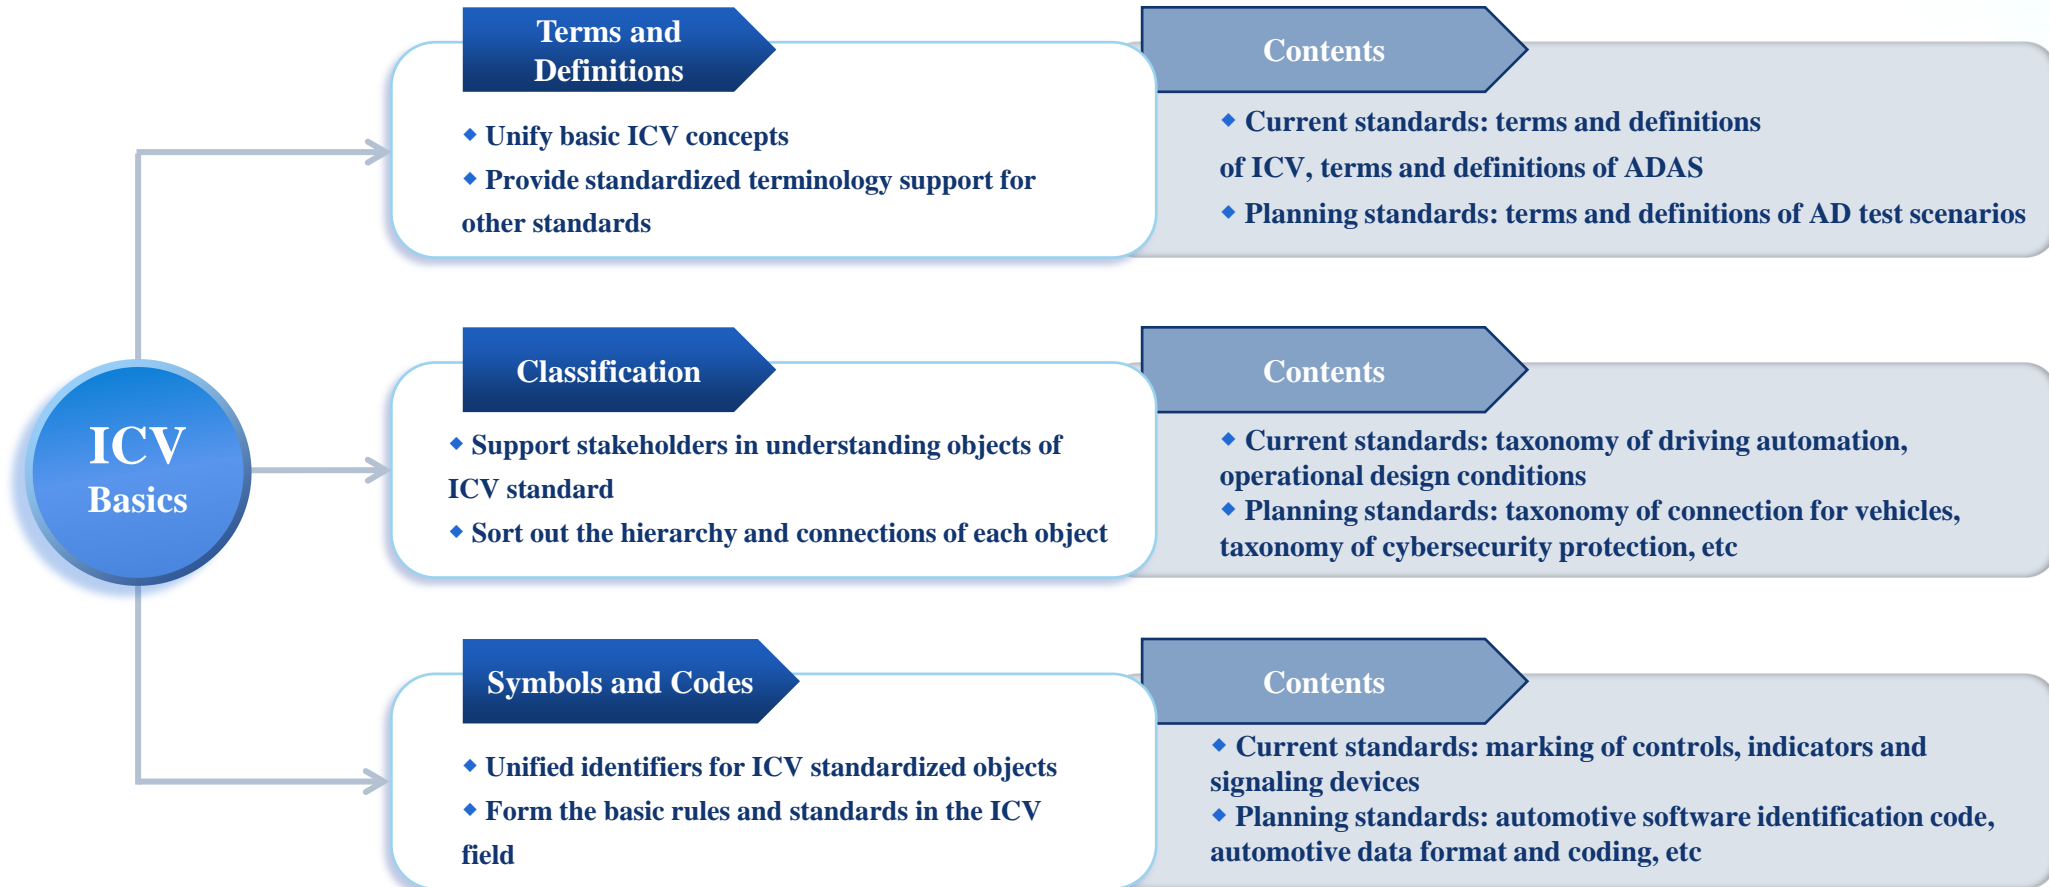 ICV
Basics
Terms and
Definitions
◆ Unify basic ICV concepts
◆ Provide standardized terminology support for
other standards
Contents
◆ Current standards: terms and definitions
of ICV, terms and definitions of ADAS
◆ Planning standards: terms and definitions of AD test scenarios
Classification
◆ Support stakeholders in understanding objects of
ICV standard
◆ Sort out the hierarchy and connections of each object
Contents
◆ Current standards: taxonomy of driving automation,
operational design conditions
◆ Planning standards: taxonomy of connection for vehicles,
taxonomy of cybersecurity protection, etc
Symbols and Codes
◆ Unified identifiers for ICV standardized objects
◆ Form the basic rules and standards in the ICV
field
Contents
◆ Current standards: marking of controls, indicators and
signaling devices
◆ Planning standards: automotive software identification code,
automotive data format and coding, etc